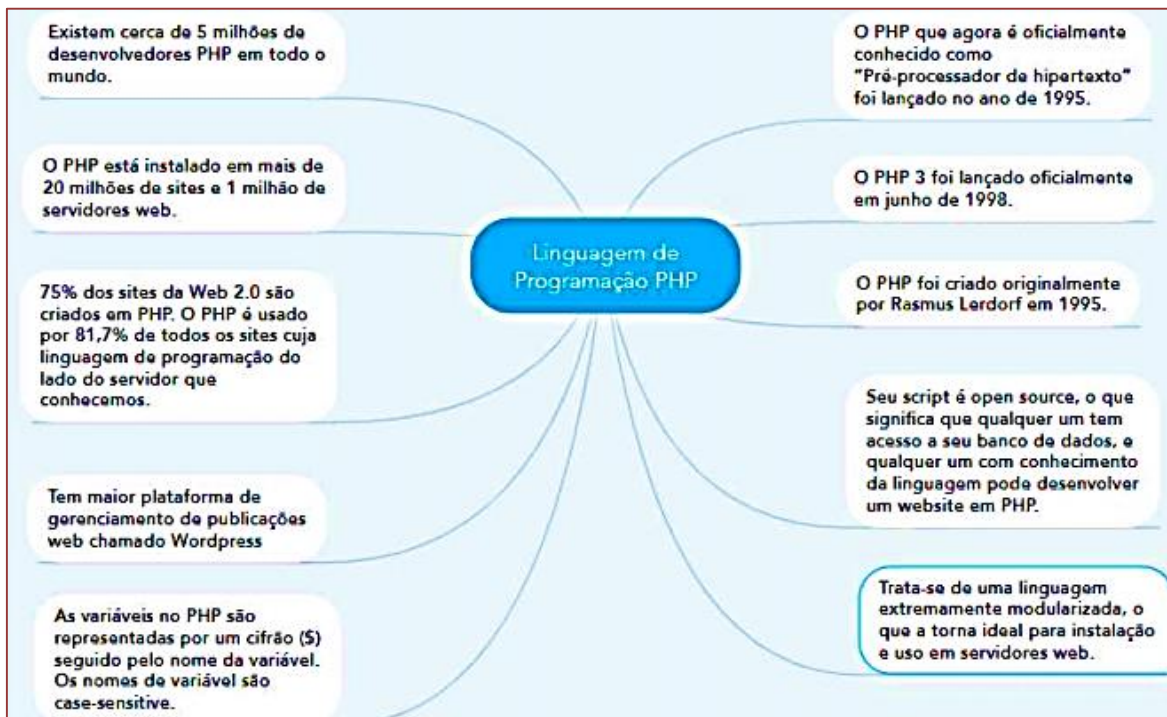 Existem cerca de 5 milhões de
desenvolvedores PHP em todo o
mundo.
O PHP está instalado em mais de
20 milhões de sites e 1 milhão de
servidores web.
75% dos sites da Web 2.0 são
criados em PHP. O PHP é usado
por 81,7% de todos os sites cuja
linguagem de programação do
lado do servidor que
conhecemos.
Tem maior plataforma de
gerenciamento de publicações
web chamado Wordpress
As variáveis no PHP são
representadas por um cifrão ($)
seguido pelo nome da variável.
Os nomes de variável são
case-sensitive.
Linguagem de
Programação PHP
O PHP que agora é oficialmente
conhecido como
"Pré-processador de hipertexto"
foi lançado no ano de 1995.
O PHP 3 foi lançado oficialmente
em junho de 1998.
O PHP foi criado originalmente
por Rasmus Lerdorf em 1995.
Seu script é open source, o que
significa que qualquer um tem
acesso a seu banco de dados, e
qualquer um com conhecimento
da linguagem pode desenvolver
um website em PHP.
Trata-se de uma linguagem
extremamente modularizada, o
que a torna ideal para instalação
e uso em servidores web.